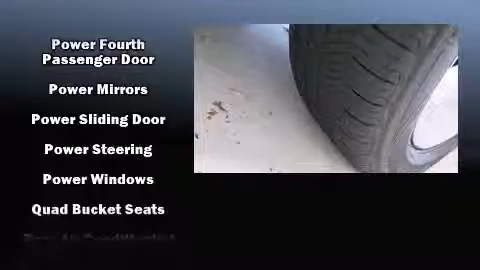 Power Fourth
Passenger Door
Power Mirrors
Power Sliding Door
Power Steering
Power Windows
Quad Bucket Seats